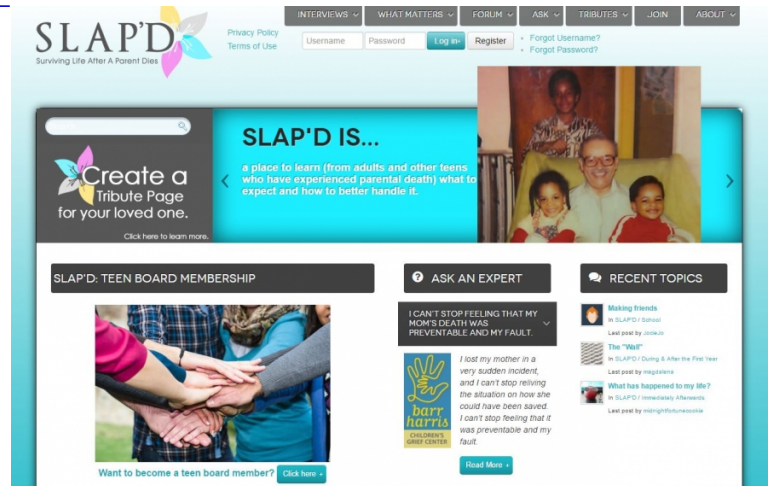 INTERVIEWS
WHAT MATTERS
FORUM
ASK
TRIBUTES
JOIN
ABOUT
SLAP'D
Surviving Life After A Parent Dies
Privacy Policy
Terms of Use
Username
Password
Log in
Register
Forgot Username?
Forgot Password?
Create a
Tribute Page
for your loved one.
Click here to learn more.
SLAP'D IS...
a place to learn (from adults and other teens
who have experienced parental death) what to
expect and how to better handle it.
SLAP'D: TEEN BOARD MEMBERSHIP
Want to become a teen board member?
Click here
ASK AN EXPERT
I CAN'T STOP FEELING THAT MY
MOM'S DEATH WAS
PREVENTABLE AND MY FAULT.
barr
harris
CHILDREN'S
GRIEF CENTER
I lost my mother in a
very sudden incident,
and I can't stop reliving
the situation on how she
could have been saved.
I can't stop feeling that it
was preventable and my
fault.
Read More
RECENT TOPICS
Making friends
In SLAP'D / School
Last post by JodeJo
The "Wall"
In SLAP'D / During & After the First Year
Last post by magdalena
What has happened to my life?
In SLAP'D / Immediately Afterwards
Last post by midnightfortunecookie